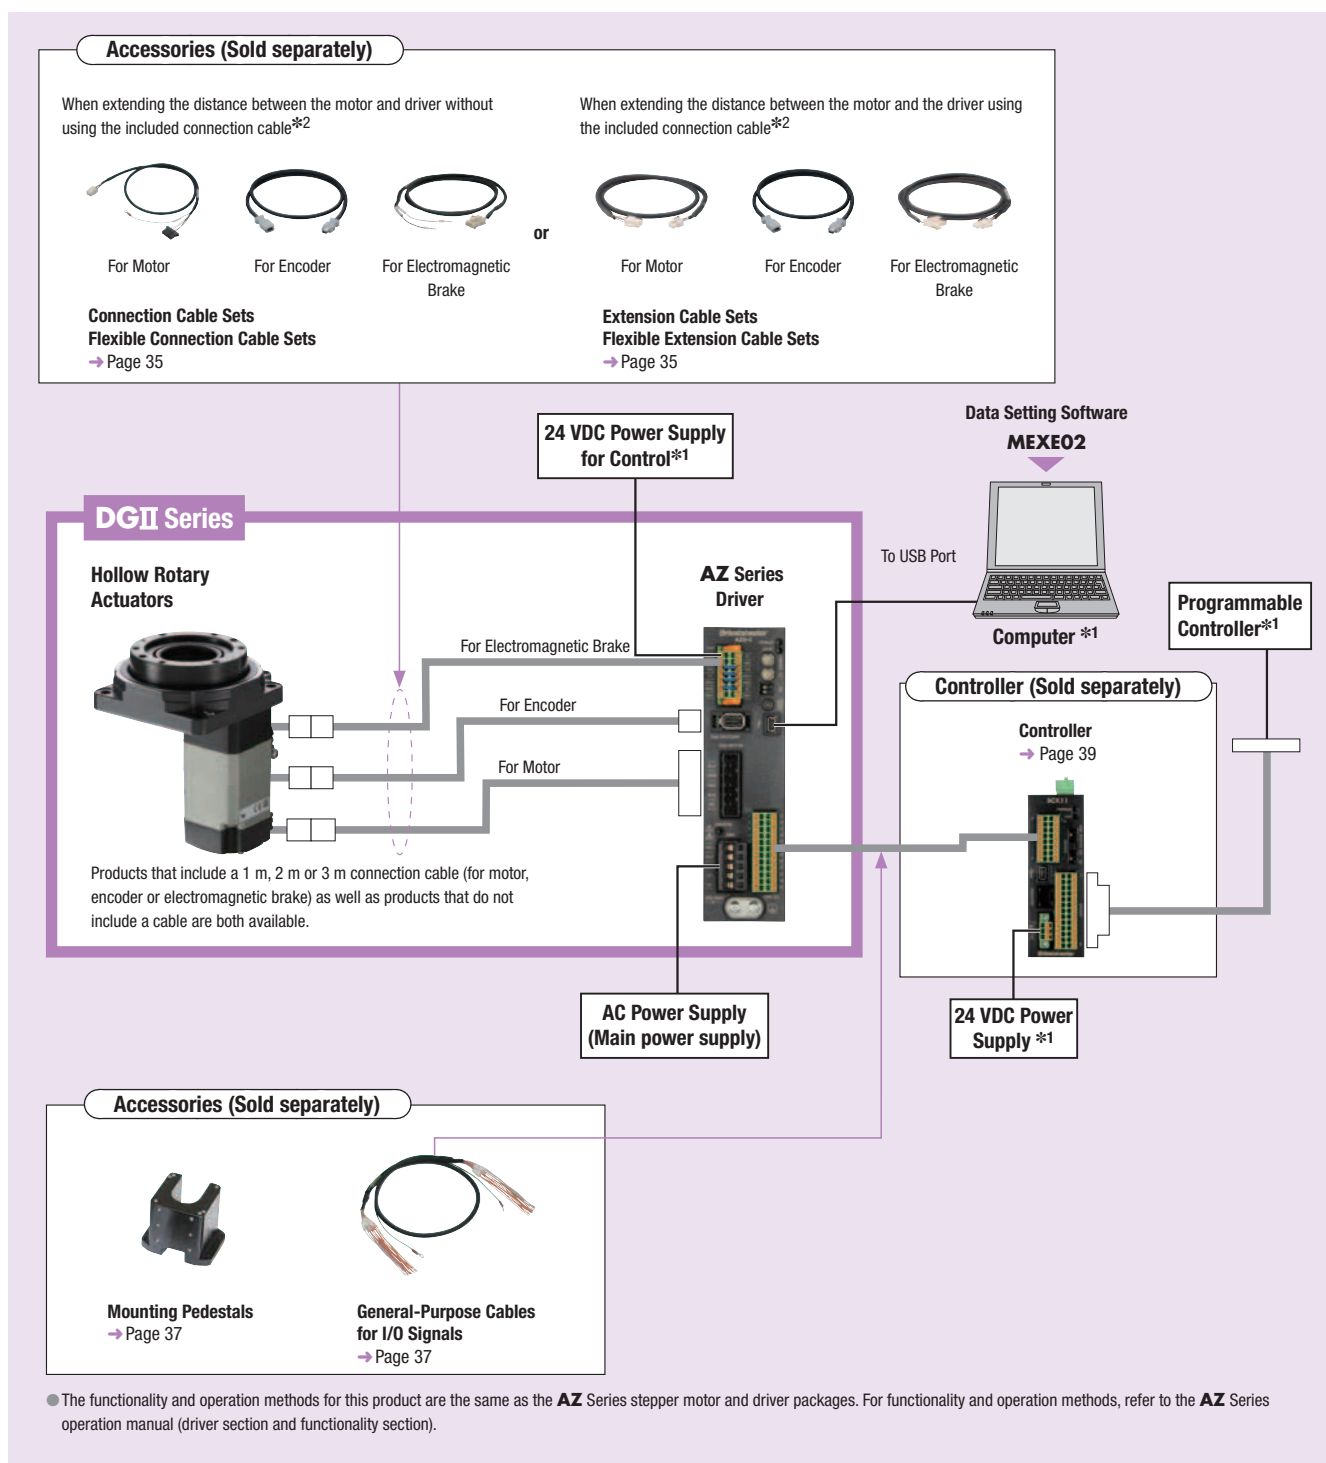 Accessories (Sold separately)
When extending the distance between the motor and driver without
using the included connection cable✽2
For Motor
For Encoder
For Electromagnetic
Brake
Connection Cable Sets
Flexible Connection Cable Sets
➜ Page 35
or
When extending the distance between the motor and the driver using
the included connection cable✽2
For Motor
For Encoder
For Electromagnetic
Brake
Extension Cable Sets
Flexible Extension Cable Sets
➜ Page 35
24 VDC Power Supply
for Control✽1
Data Setting Software
MEXE02
DGⅡ Series
Hollow Rotary
Actuators
AZ Series
Driver
To USB Port
Computer ✽1
Programmable
Controller✽1
For Electromagnetic Brake
For Encoder
For Motor
Controller (Sold separately)
Controller
➜ Page 39
SCX11
Products that include a 1 m, 2 m or 3 m connection cable (for motor,
encoder or electromagnetic brake) as well as products that do not
include a cable are both available.
AC Power Supply
(Main power supply)
24 VDC Power
Supply ✽1
Accessories (Sold separately)
Mounting Pedestals
➜ Page 37
General-Purpose Cables
for I/O Signals
➜ Page 37
● The functionality and operation methods for this product are the same as the AZ Series stepper motor and driver packages. For functionality and operation methods, refer to the AZ Series
operation manual (driver section and functionality section).